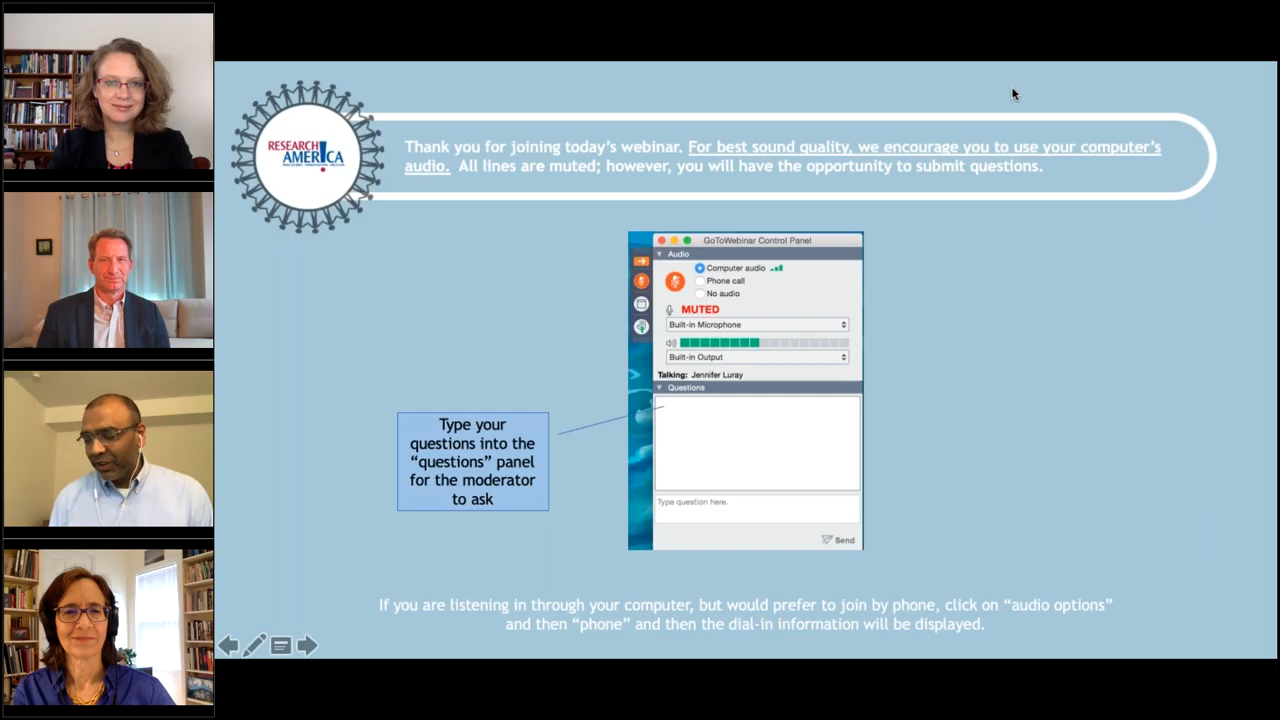 RESEARCH
AMERICA
Thank you for joining today’s webinar. For best sound quality, we encourage you to use your computer’s
audio. All lines are muted; however, you will have the opportunity to submit questions.
GoToWebinar Control Panel
Audio
Computer audio
Phone call
No audio
MUTED
Built-in Microphone
Built-in Output
Talking: Jennifer Luray
Questions
Type your
questions into the
“questions” panel
for the moderator
to ask
Type question here.
Send
If you are listening in through your computer, but would prefer to join by phone, click on “audio options”
and then “phone” and then the dial-in information will be displayed.